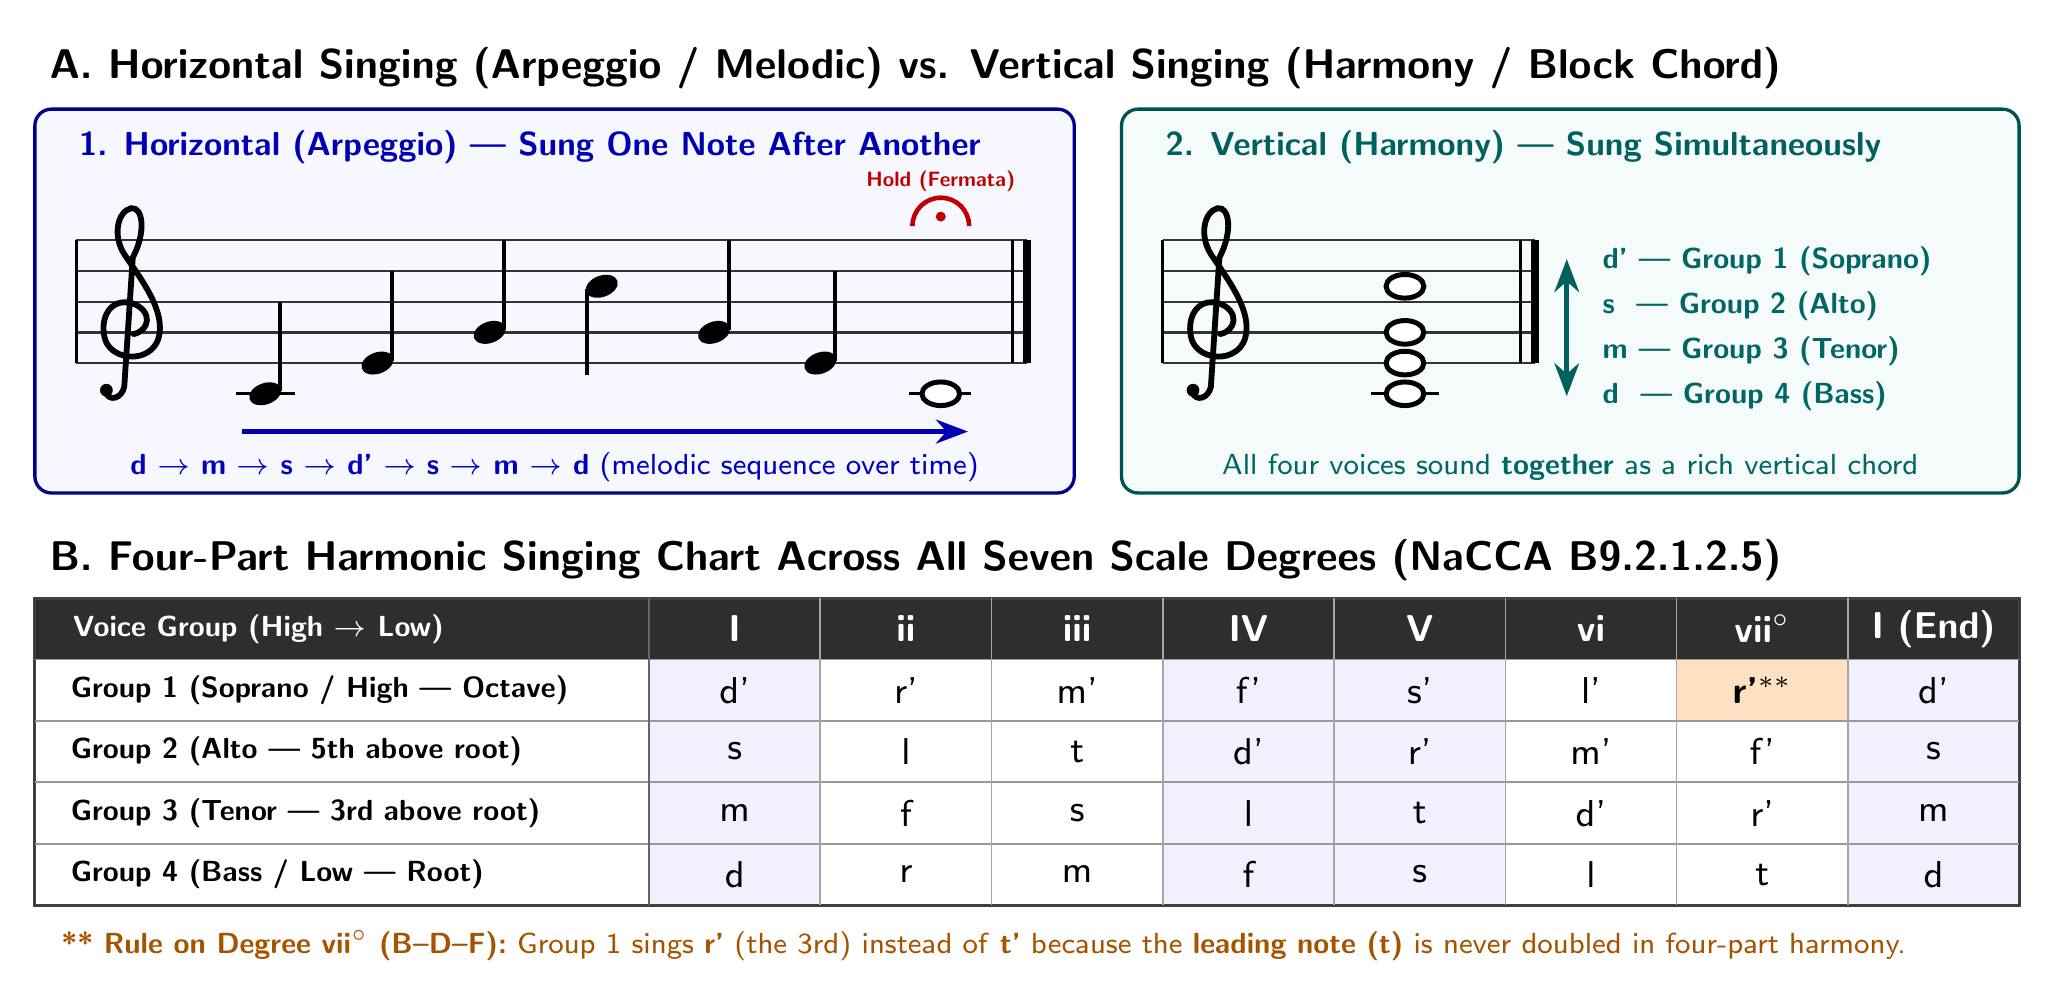 A. Horizontal Singing (Arpeggio / Melodic) vs. Vertical Singing (Harmony / Block Chord)
1. Horizontal (Arpeggio) — Sung One Note After Another
Hold (Fermata)
d → m → s → d' → s → m → d (melodic sequence over time)
2. Vertical (Harmony) — Sung Simultaneously
d' — Group 1 (Soprano)
s — Group 2 (Alto)
m — Group 3 (Tenor)
d — Group 4 (Bass)
All four voices sound together as a rich vertical chord
B. Four-Part Harmonic Singing Chart Across All Seven Scale Degrees (NaCCA B9.2.1.2.5)
Voice Group (High → Low) I ii iii IV V vi vii° I (End)
Group 1 (Soprano / High — Octave) d' r' m' f' s' l' r'** d'
Group 2 (Alto — 5th above root) s l t d' r' m' f' s
Group 3 (Tenor — 3rd above root) m f s l t d' r' m
Group 4 (Bass / Low — Root) d r m f s l t d
** Rule on Degree vii° (B–D–F): Group 1 sings r' (the 3rd) instead of t' because the leading note (t) is never doubled in four-part harmony.